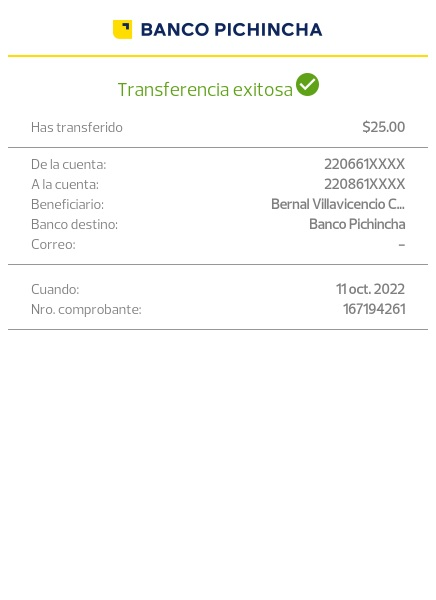 BANCO PICHINCHA
Transferencia exitosa
Has transferido $25.00
De la cuenta: 220661XXXX
A la cuenta: 220861XXXX
Beneficiario: Bernal Villavicencio C...
Banco destino: Banco Pichincha
Correo: –
Cuando: 11 oct. 2022
Nro. comprobante: 167194261